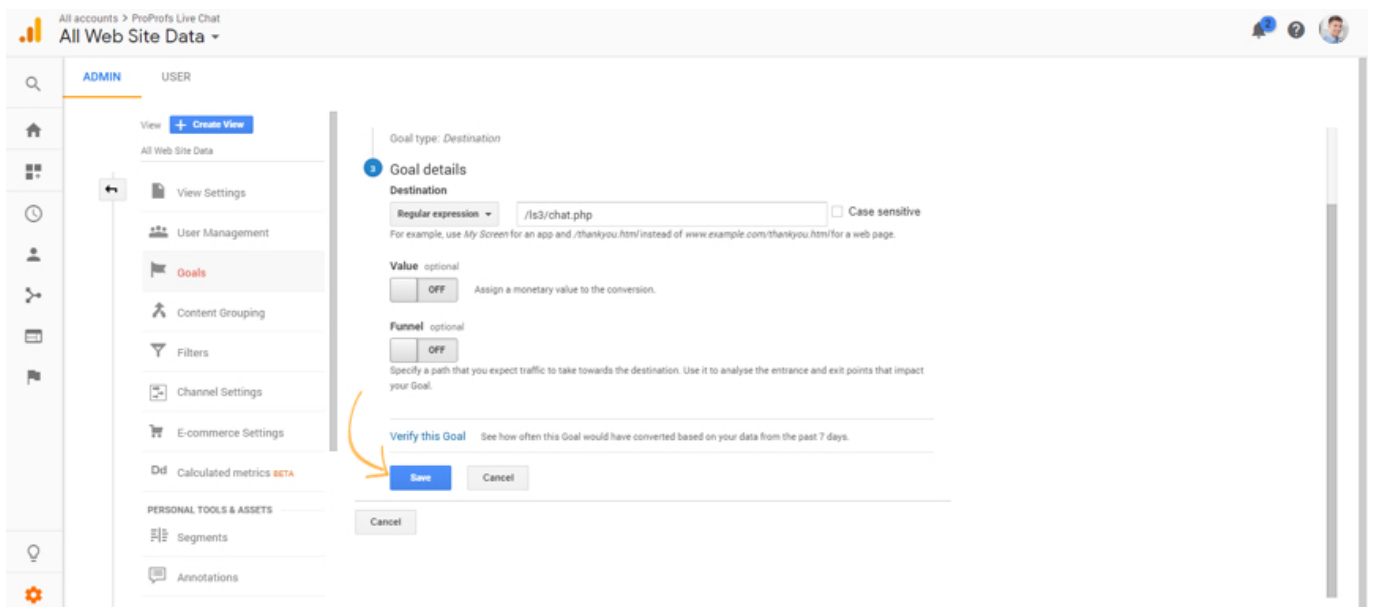 All accounts > ProProfs Live Chat
All Web Site Data
2
ADMIN USER
View + Create View
All Web Site Data
View Settings
User Management
Goals
Content Grouping
Filters
Channel Settings
E-commerce Settings
Dd Calculated metrics BETA
PERSONAL TOOLS & ASSETS
Segments
Annotations
Goal type: Destination
3 Goal details
Destination
Regular expression /ls3/chat.php Case sensitive
For example, use My Screen for an app and /thankyou.html instead of www.example.com/thankyou.html for a web page.
Value optional
OFF Assign a monetary value to the conversion.
Funnel optional
OFF
Specify a path that you expect traffic to take towards the destination. Use it to analyse the entrance and exit points that impact
your Goal.
Verify this Goal See how often this Goal would have converted based on your data from the past 7 days.
Save Cancel
Cancel